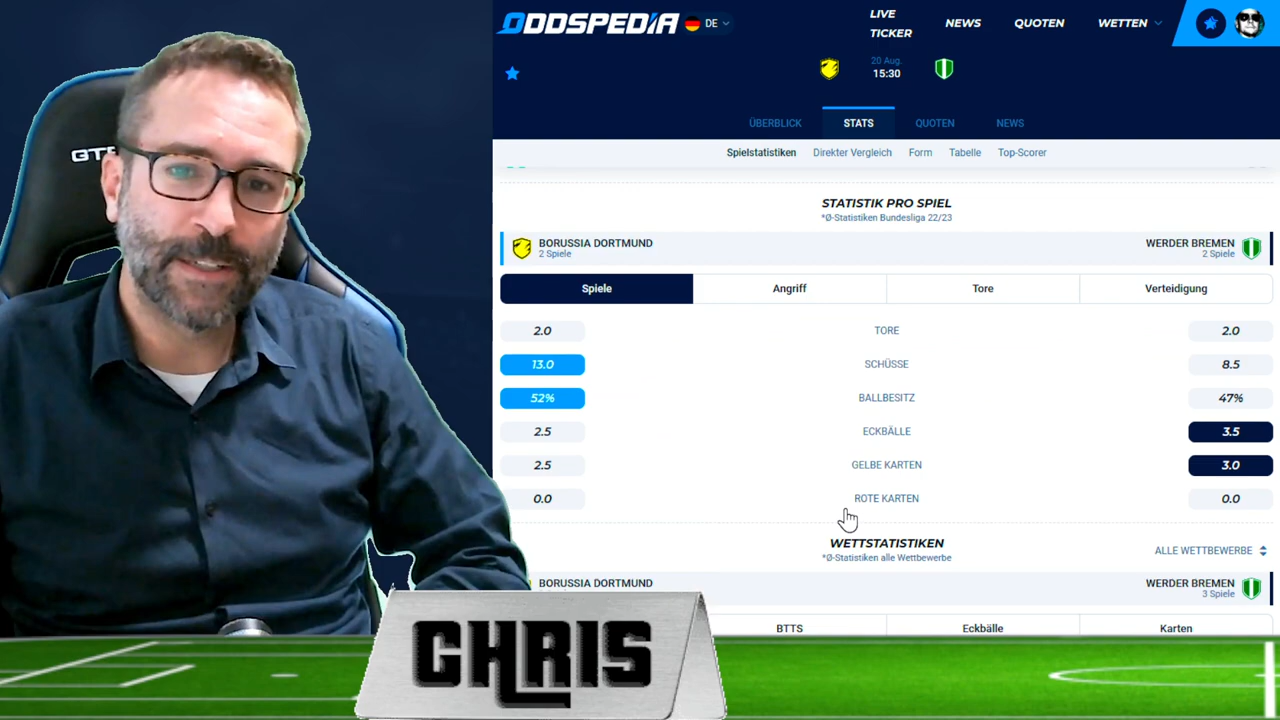 GT
ODDSPEDIA
DE
LIVE
TICKER
NEWS
QUOTEN
WETTEN
20 Aug.
15:30
ÜBERBLICK
STATS
QUOTEN
NEWS
Spielstatistiken
Direkter Vergleich
Form
Tabelle
Top-Scorer
STATISTIK PRO SPIEL
*Ø-Statistiken Bundesliga 22/23
BORUSSIA DORTMUND
2 Spiele
WERDER BREMEN
2 Spiele
Spiele
Angriff
Tore
Verteidigung
2.0 TORE 2.0
13.0 SCHÜSSE 8.5
52% BALLBESITZ 47%
2.5 ECKBÄLLE 3.5
2.5 GELBE KARTEN 3.0
0.0 ROTE KARTEN 0.0
WETTSTATISTIKEN
*Ø-Statistiken alle Wettbewerbe
ALLE WETTBEWERBE
BORUSSIA DORTMUND
WERDER BREMEN
3 Spiele
BTTS
Eckbälle
Karten
CHRIS